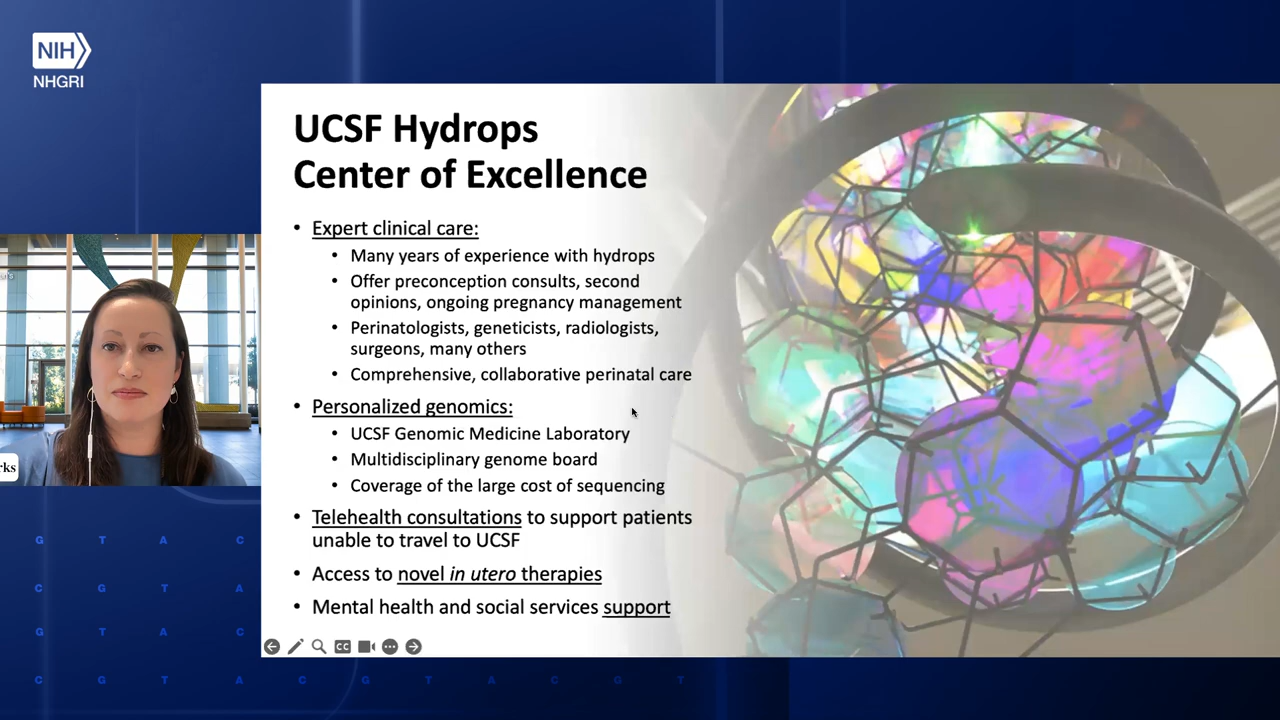 NIH
NHGRI
UCSF Hydrops
Center of Excellence
• Expert clinical care:
• Many years of experience with hydrops
• Offer preconception consults, second
opinions, ongoing pregnancy management
• Perinatologists, geneticists, radiologists,
surgeons, many others
• Comprehensive, collaborative perinatal care
• Personalized genomics:
• UCSF Genomic Medicine Laboratory
• Multidisciplinary genome board
• Coverage of the large cost of sequencing
• Telehealth consultations to support patients
unable to travel to UCSF
• Access to novel in utero therapies
• Mental health and social services support
rks
CC
G T A C
C G T A
G T A C
C G T A C G T A C G T